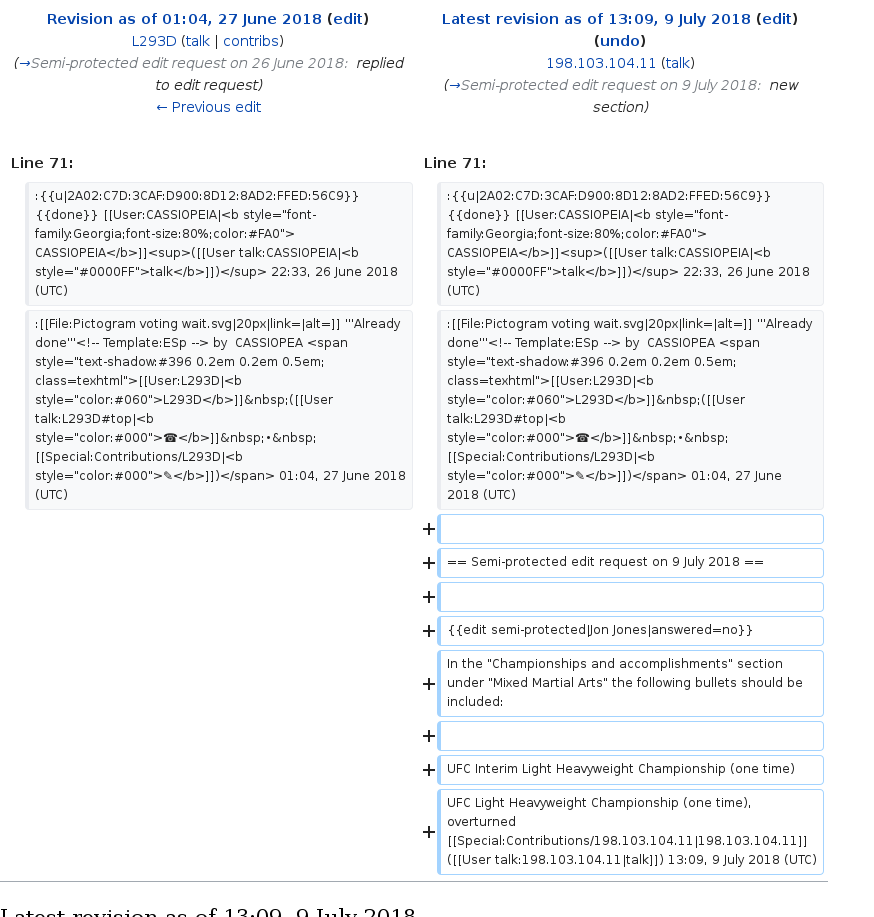 Revision as of 01:04, 27 June 2018 (edit)
L293D (talk | contribs)
(→Semi-protected edit request on 26 June 2018: replied
to edit request)
← Previous edit
Latest revision as of 13:09, 9 July 2018 (edit)
(undo)
198.103.104.11 (talk)
(→Semi-protected edit request on 9 July 2018: new
section)
Line 71:
Line 71:
:{{u|2A02:C7D:3CAF:D900:8D12:8AD2:FFED:56C9}}
{{done}} [[User:CASSIOPEIA|<b style="font-
family:Georgia;font-size:80%;color:#FA0">
CASSIOPEIA</b>]]<sup>([[User talk:CASSIOPEIA|<b
style="#0000FF">talk</b>]])</sup> 22:33, 26 June 2018
(UTC)
:{{u|2A02:C7D:3CAF:D900:8D12:8AD2:FFED:56C9}}
{{done}} [[User:CASSIOPEIA|<b style="font-
family:Georgia;font-size:80%;color:#FA0">
CASSIOPEIA</b>]]<sup>([[User talk:CASSIOPEIA|<b
style="#0000FF">talk</b>]])</sup> 22:33, 26 June 2018
(UTC)
:[[File:Pictogram voting wait.svg|20px|link=|alt=]] '''Already
done'''<!-- Template:ESp --> by  CASSIOPEA <span
style="text-shadow:#396 0.2em 0.2em 0.5em;
class=texhtml">[[User:L293D|<b
style="color:#060">L293D</b>]]&nbsp;([[User
talk:L293D#top|<b
style="color:#000">☎</b>]]&nbsp;•&nbsp;
[[Special:Contributions/L293D|<b
style="color:#000">✎</b>]])</span> 01:04, 27 June 2018
(UTC)
:[[File:Pictogram voting wait.svg|20px|link=|alt=]] '''Already
done'''<!-- Template:ESp --> by  CASSIOPEA <span
style="text-shadow:#396 0.2em 0.2em 0.5em;
class=texhtml">[[User:L293D|<b
style="color:#060">L293D</b>]]&nbsp;([[User
talk:L293D#top|<b
style="color:#000">☎</b>]]&nbsp;•&nbsp;
[[Special:Contributions/L293D|<b
style="color:#000">✎</b>]])</span> 01:04, 27 June
2018 (UTC)
+
+ == Semi-protected edit request on 9 July 2018 ==
+
+ {{edit semi-protected|Jon Jones|answered=no}}
+ In the "Championships and accomplishments" section
under "Mixed Martial Arts" the following bullets should be
included:
+
+ UFC Interim Light Heavyweight Championship (one time)
+ UFC Light Heavyweight Championship (one time),
overturned
[[Special:Contributions/198.103.104.11|198.103.104.11]]
([[User talk:198.103.104.11|talk]]) 13:09, 9 July 2018 (UTC)
Latest revision as of 13:09, 9 July 2018